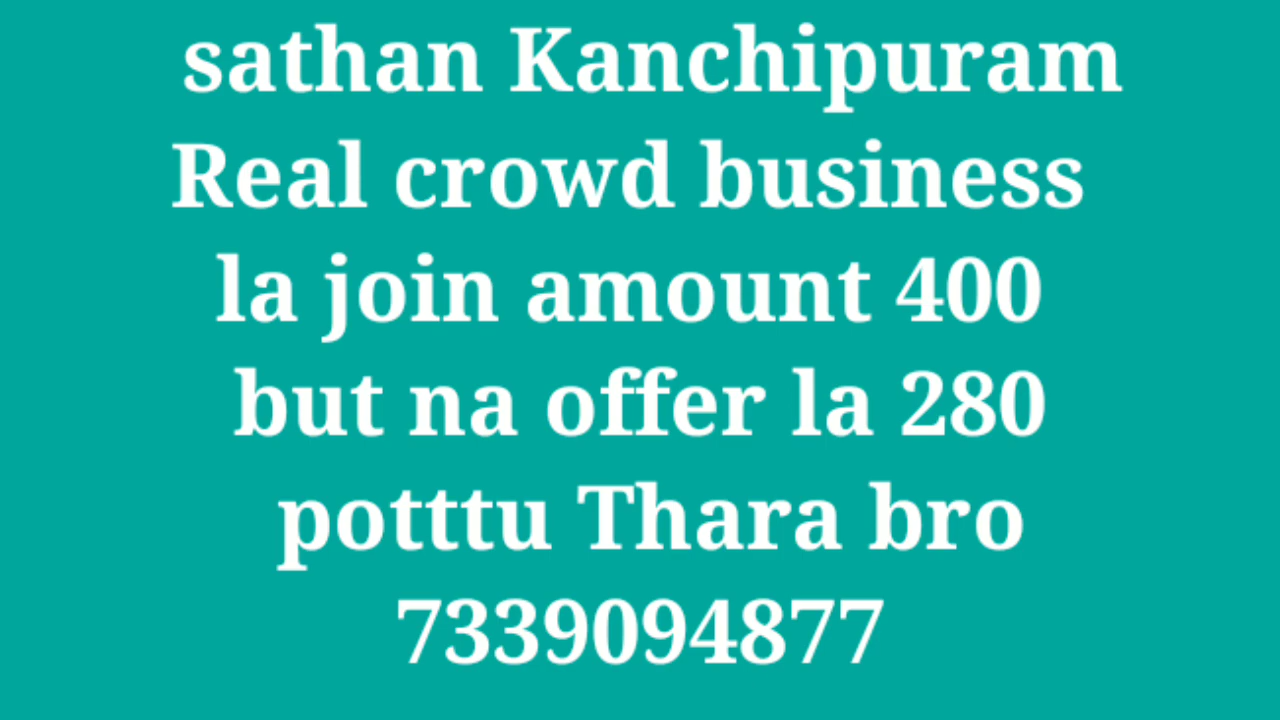 sathan Kanchipuram
Real crowd business
la join amount 400
but na offer la 280
potttu Thara bro
7339094877